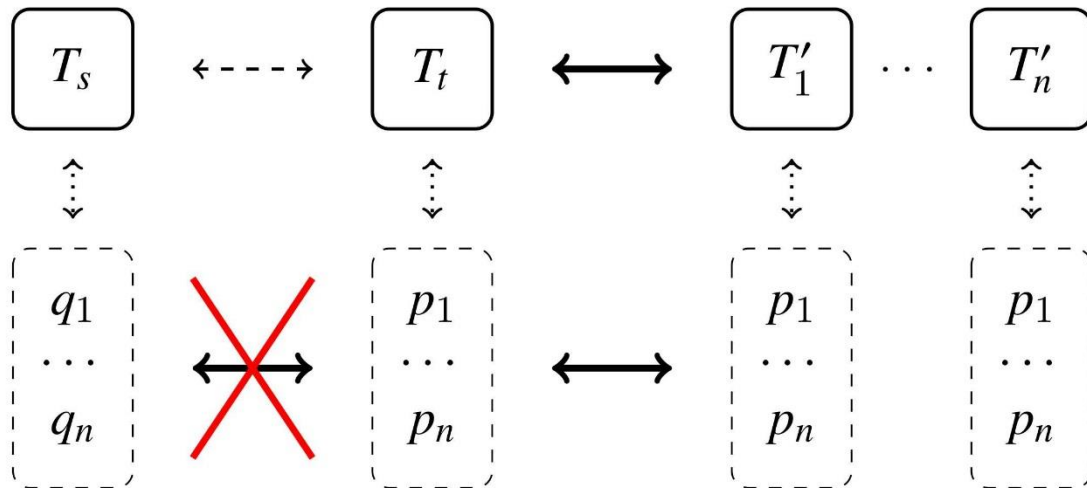 T_s T_t T'_1 ... T'_n
q_1 p_1 p_1 p_1
... ... ... ...
q_n p_n p_n p_n